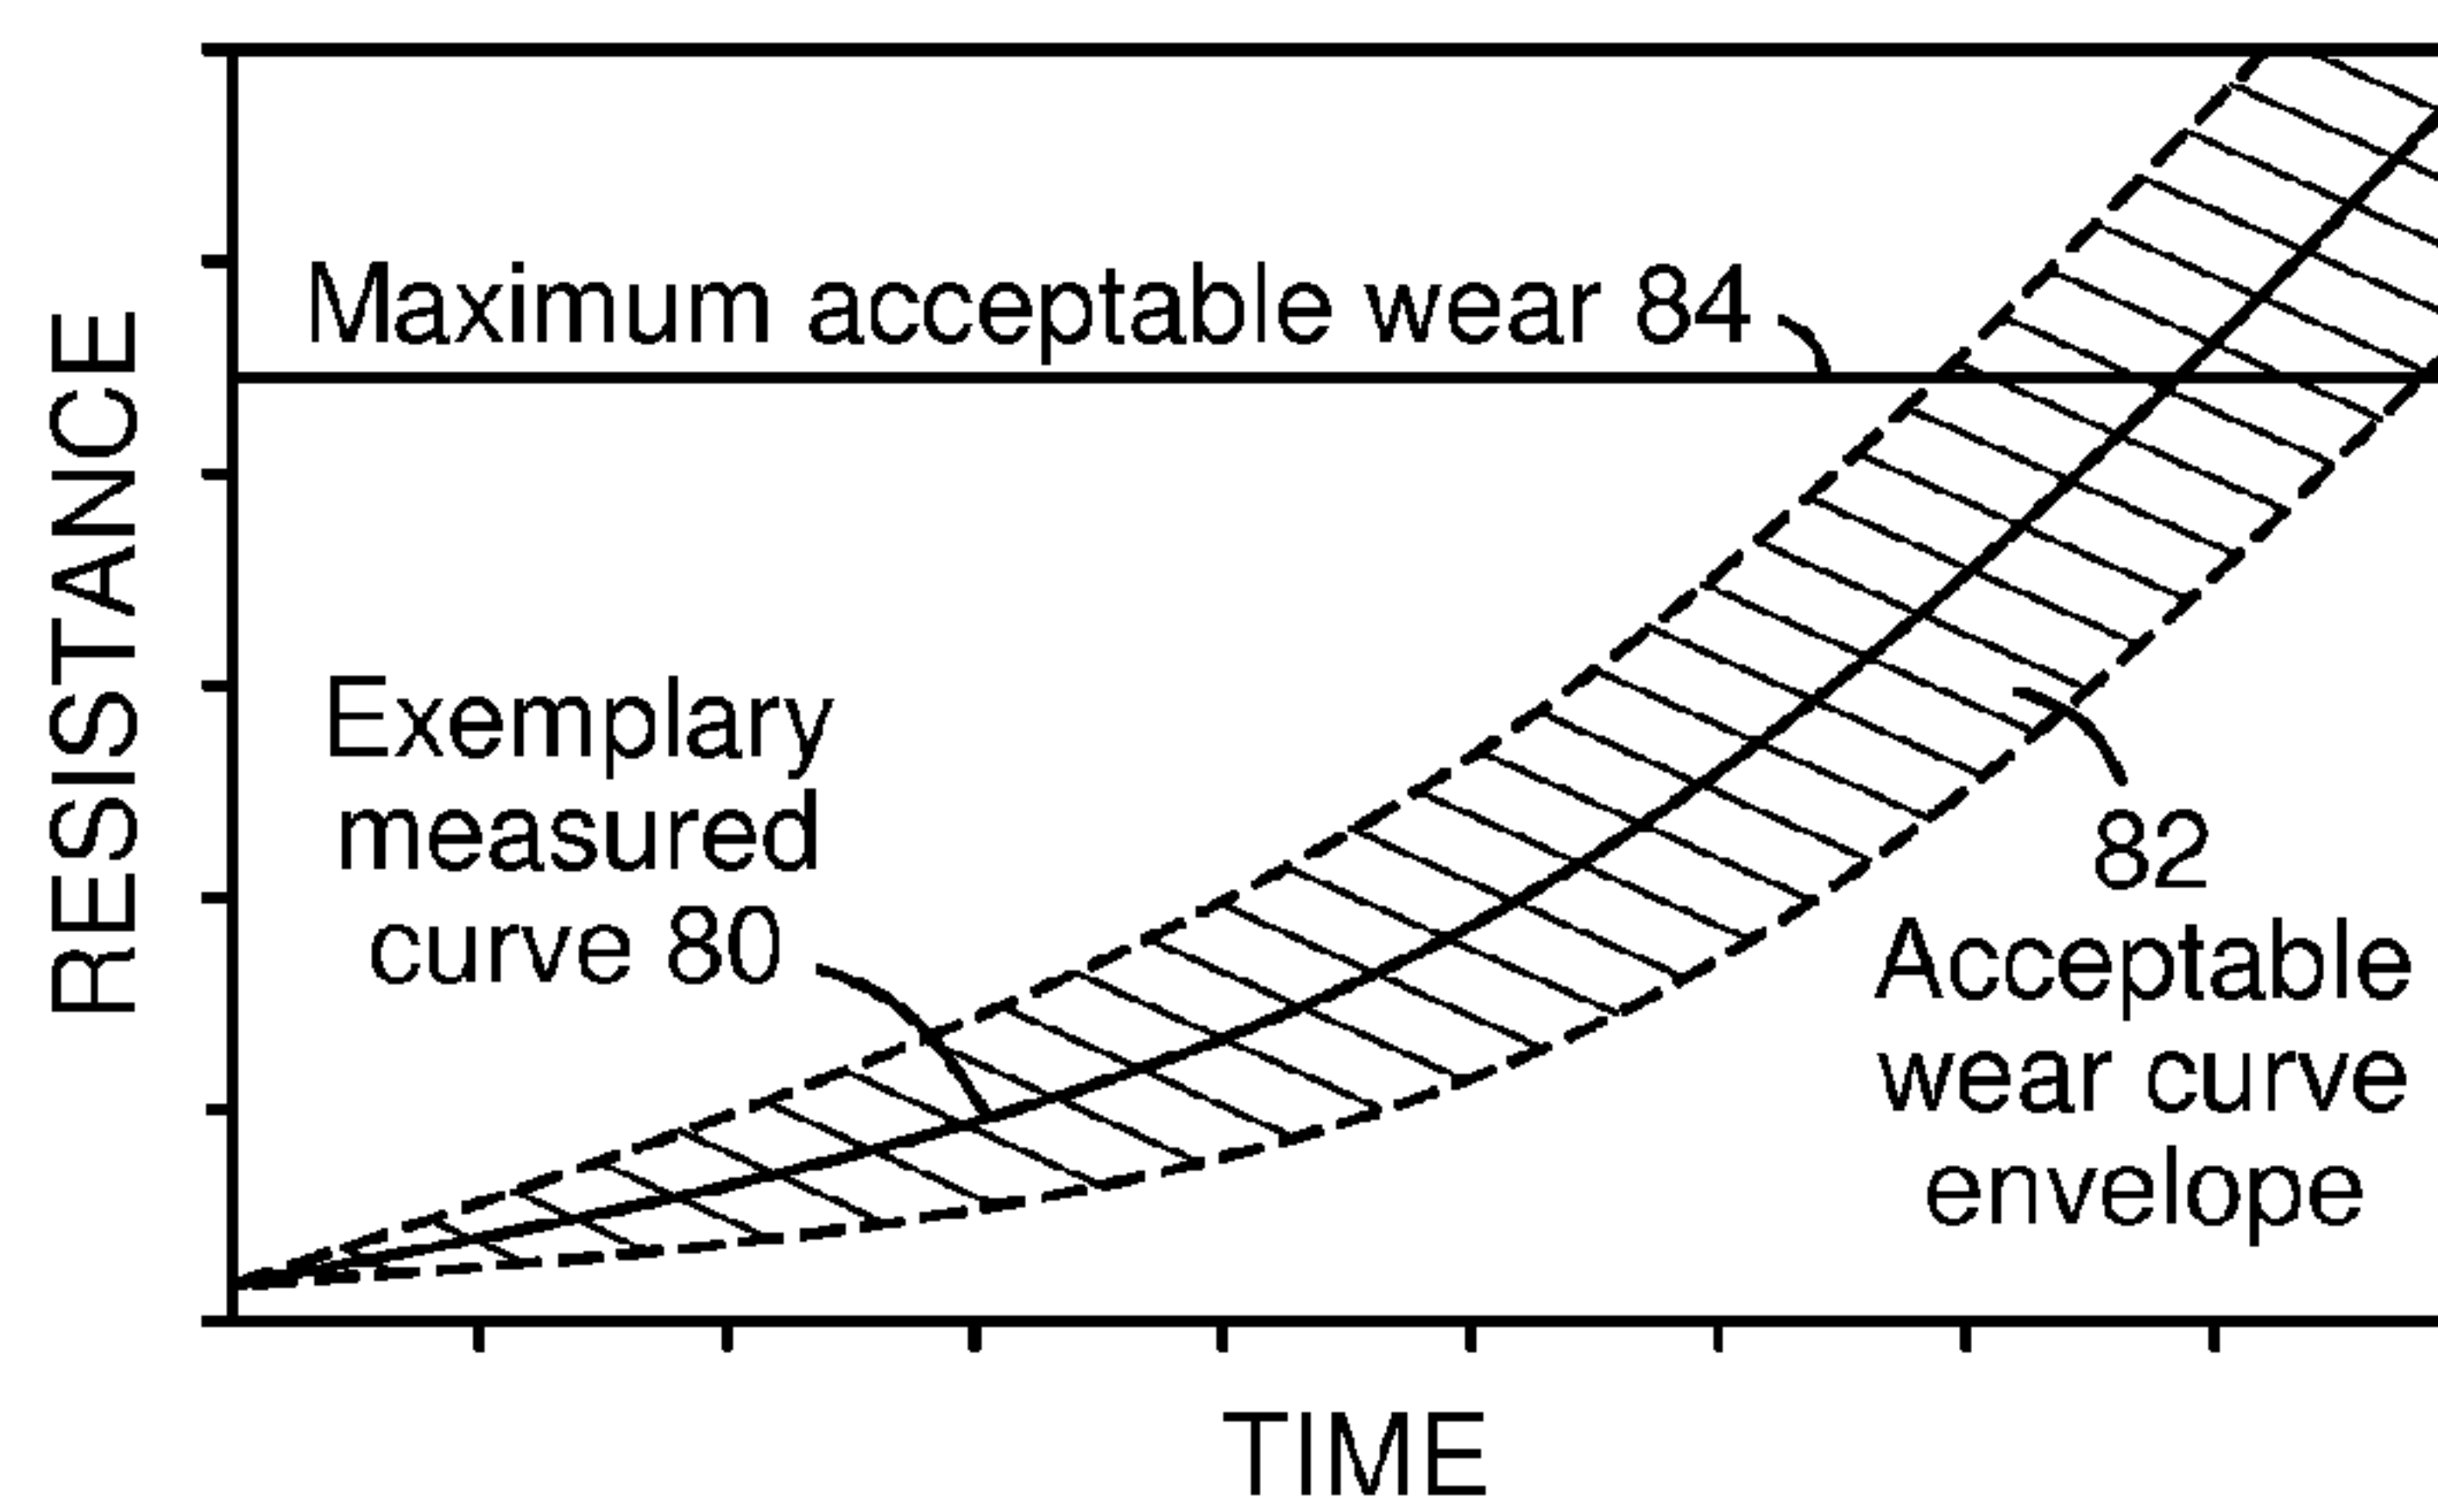 RESISTANCE
Maximum acceptable wear 84
Exemplary
measured
curve 80
82
Acceptable
wear curve
envelope
TIME